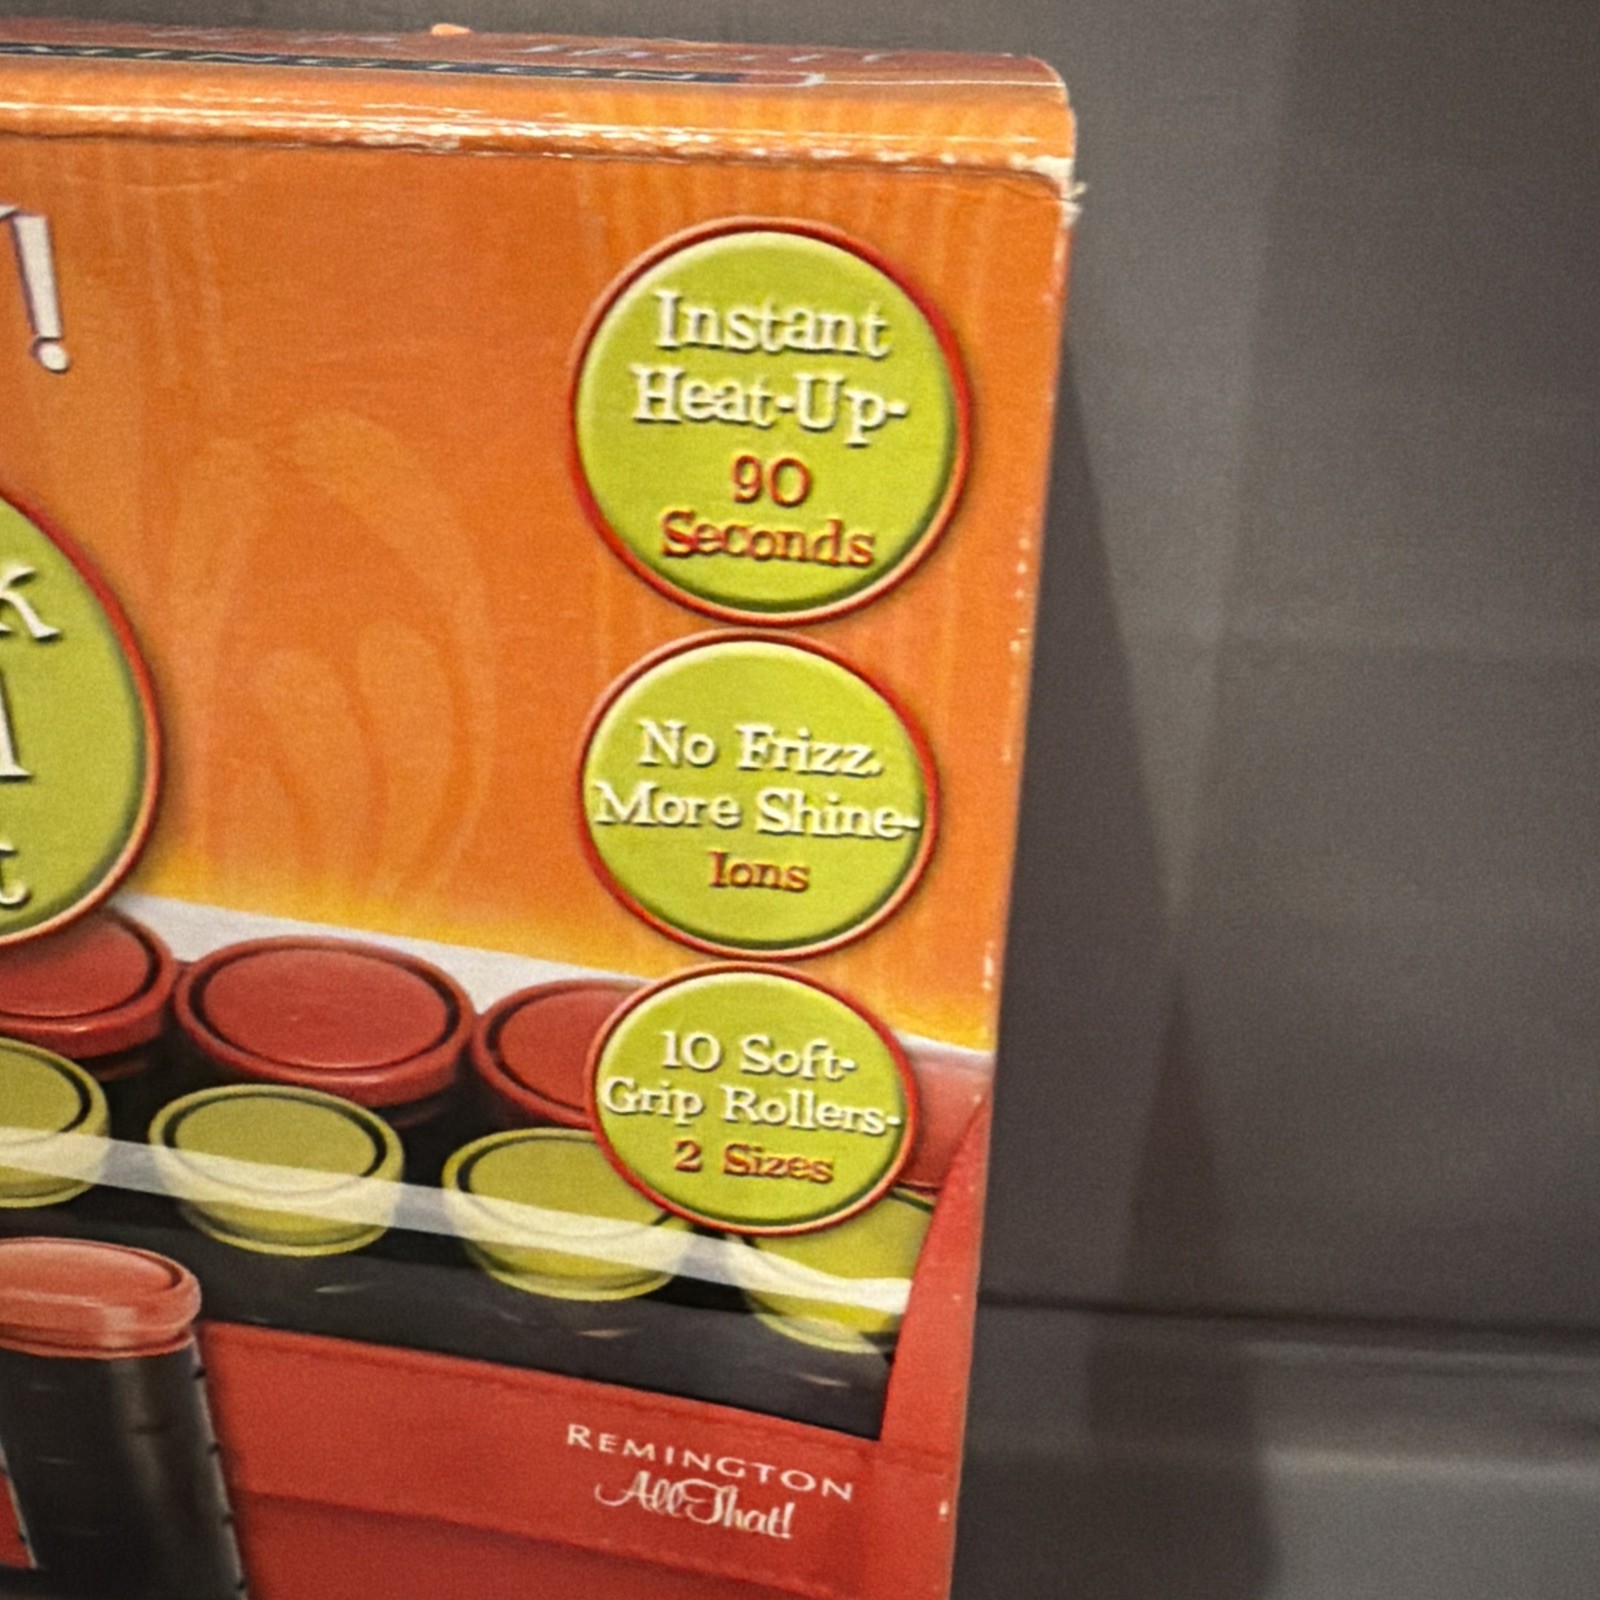 Instant
Heat-Up-
90
Seconds
No Frizz,
More Shine-
Ions
10 Soft-
Grip Rollers-
2 Sizes
REMINGTON
All That!